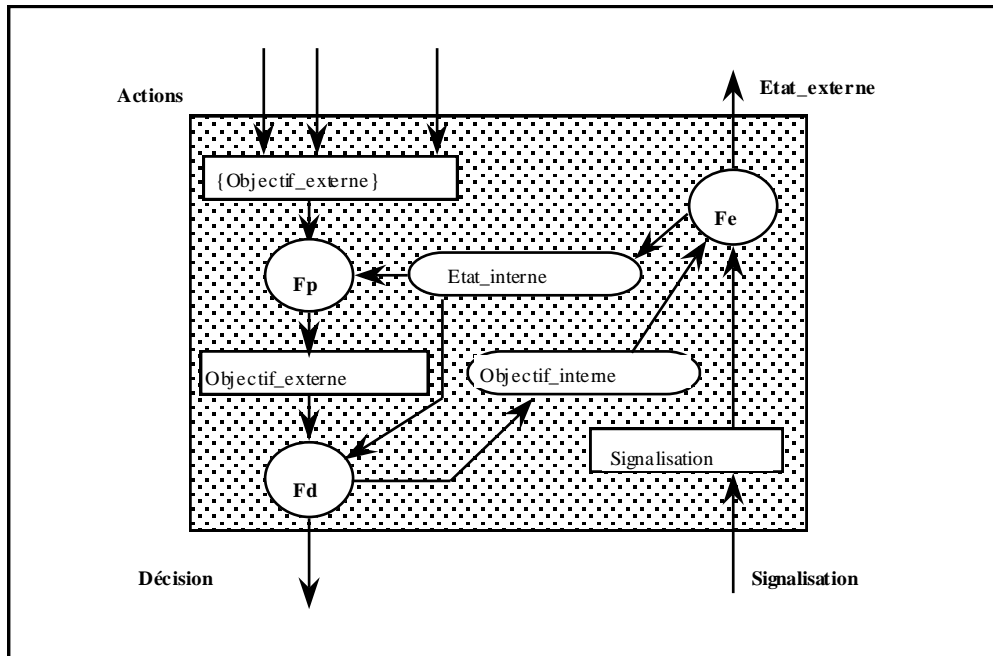 Actions
Etat_externe
{Objectif_externe}
Fe
Fp
Etat_interne
Objectif_externe
Objectif_interne
Signalisation
Fd
Décision
Signalisation